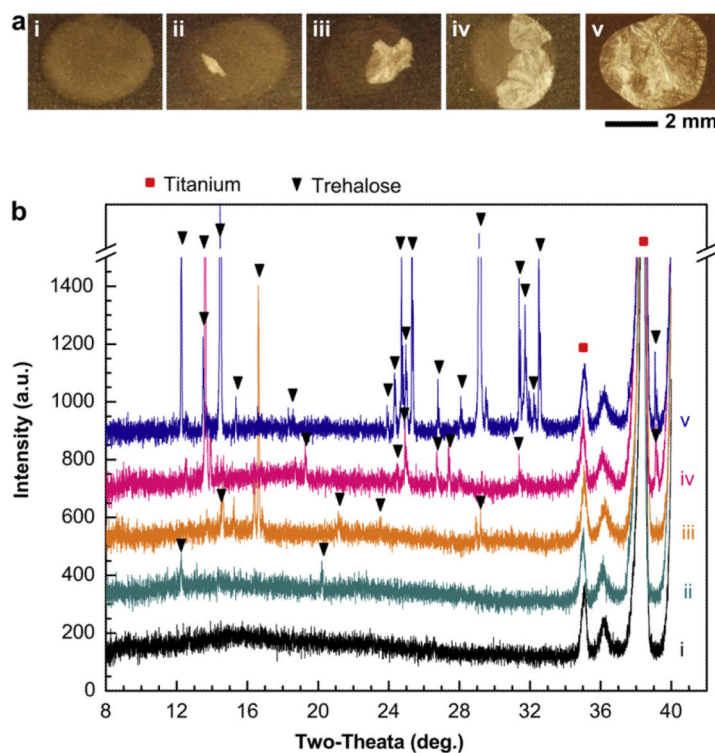 a
i ii iii iv v
2 mm
Titanium Trehalose
b
1400
1200
1000
800
600
400
200
0
Intensity (a.u.)
v
iv
iii
ii
i
8 12 16 20 24 28 32 36 40
Two-Theata (deg.)